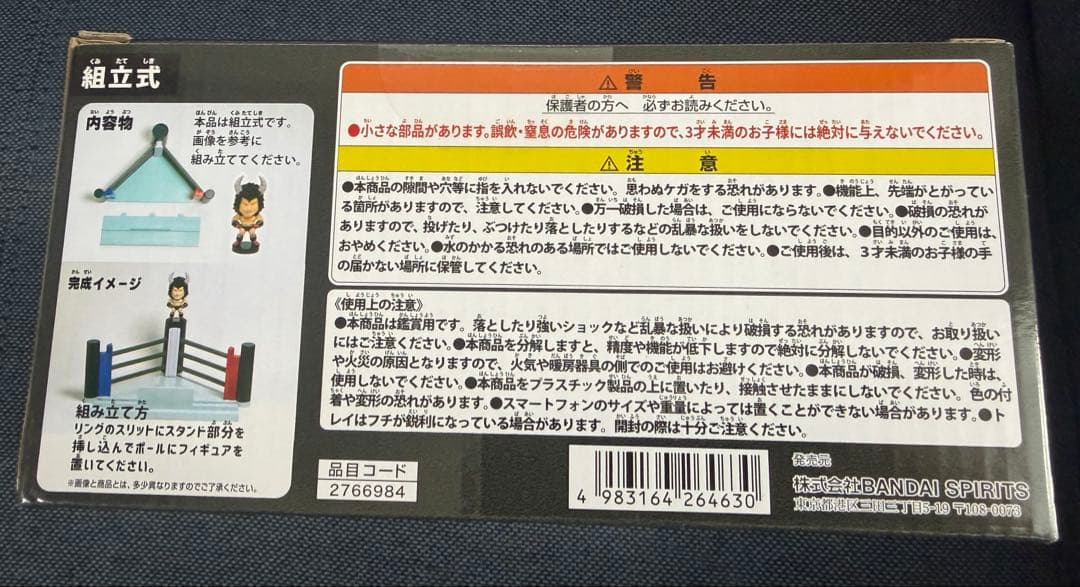 組立式
内容物
本品は組立式です。
画像を参考に
組み立ててください。
完成イメージ
組み立て方
リングのスリットにスタンド部分を
挿し込んでポールにフィギュアを
置いてください。
※画像と商品とは、多少異なりますのでご了承ください。
⚠警告
保護者の方へ 必ずお読みください。
●小さな部品があります。誤飲・窒息の危険がありますので、3才未満のお子様には絶対に与えないでください。
⚠注意
●本商品の隙間や穴等に指を入れないでください。思わぬケガをする恐れがあります。●機能上、先端がとがってい
る箇所がありますので、注意してください。●万一破損した場合は、ご使用にならないでください。●破損の恐れが
ありますので、投げたり、ぶつけたり落としたりするなどの乱暴な扱いをしないでください。●目的以外のご使用は、
おやめください。●水のかかる恐れのある場所ではご使用しないでください。●ご使用後は、3才未満のお子様の手
の届かない場所に保管してください。
《使用上の注意》
●本商品は鑑賞用です。落としたり強いショックなど乱暴な扱いにより破損する恐れがありますので、お取り扱い
にはご注意ください。●本商品を分解しますと、精度や機能が低下しますので絶対に分解しないでください。●変形
や火災の原因となりますので、火気や暖房器具の側でのご使用はお避けください。●本商品が破損、変形した時は、
使用しないでください。●本商品をプラスチック製品の上に置いたり、接触させたままにしないでください。色の付
着や変形の恐れがあります。●スマートフォンのサイズや重量によっては置くことができない場合があります。●ト
レイはフチが鋭利になっている場合があります。開封の際は十分ご注意ください。
品目コード
2766984
4 983164 264630
発売元
株式会社BANDAI SPIRITS
東京都港区三田三丁目5-19 〒108-0073